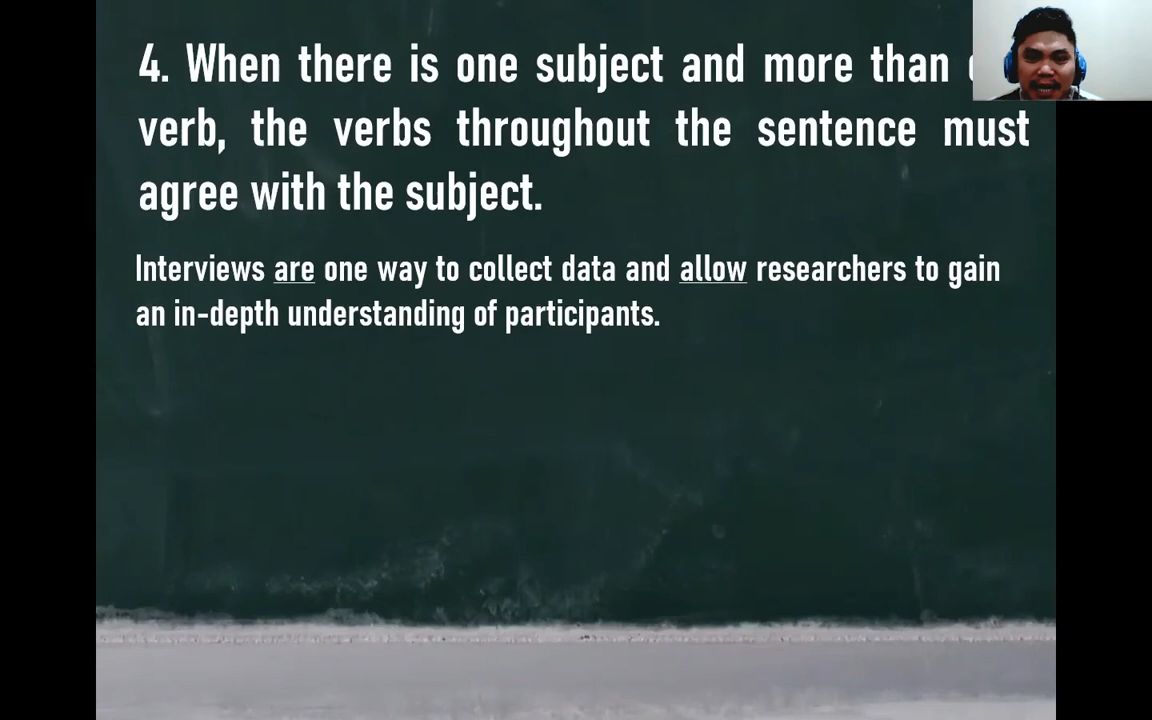 4. When there is one subject and more than
verb, the verbs throughout the sentence must
agree with the subject.
Interviews are one way to collect data and allow researchers to gain
an in-depth understanding of participants.